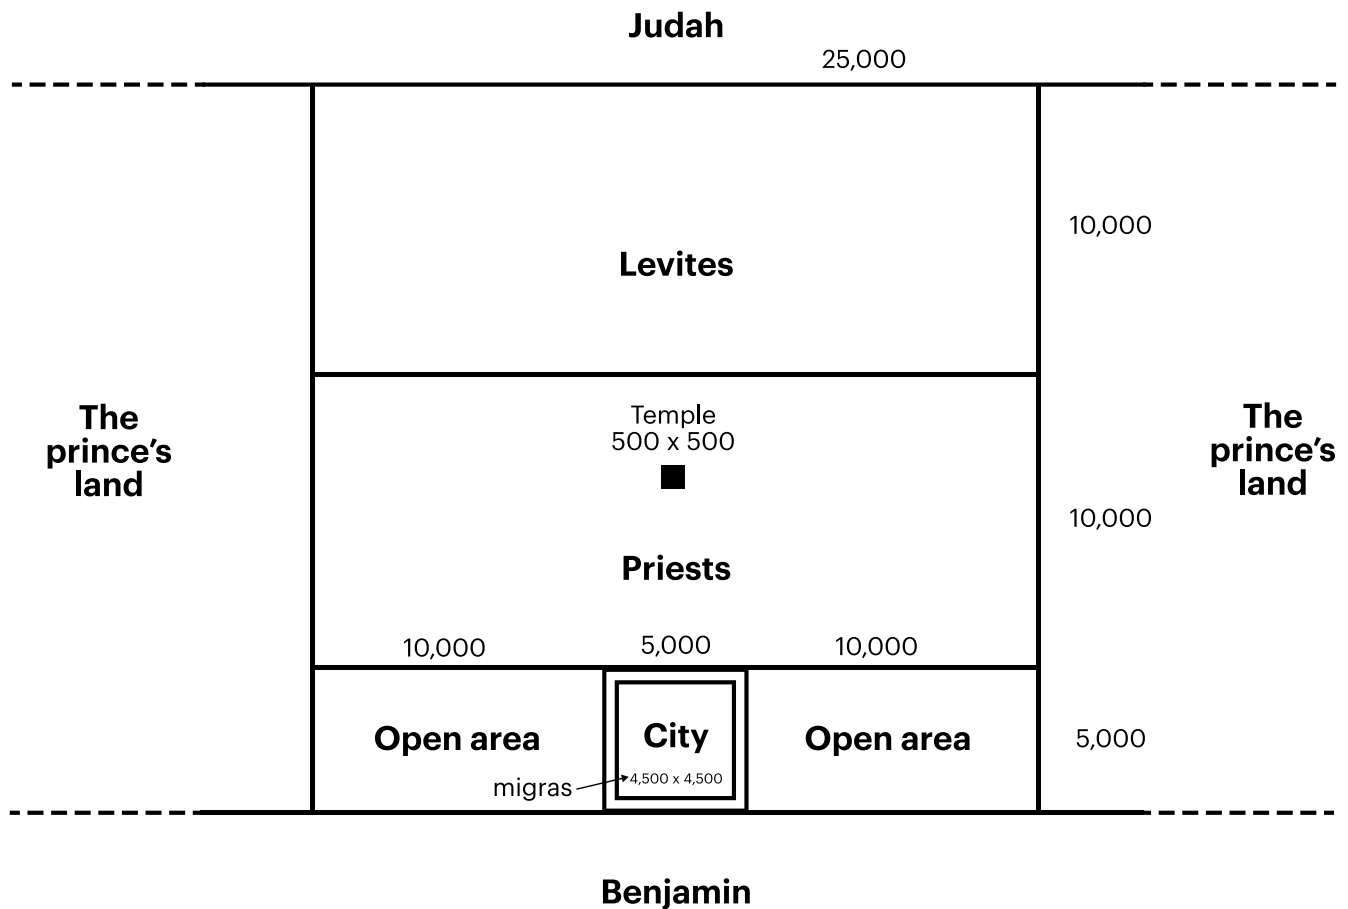 Judah
25,000
10,000
Levites
The
prince’s
land
Temple
500 x 500
The
prince’s
land
10,000
Priests
10,000
5,000
10,000
Open area
City
Open area
5,000
migras
4,500 x 4,500
Benjamin